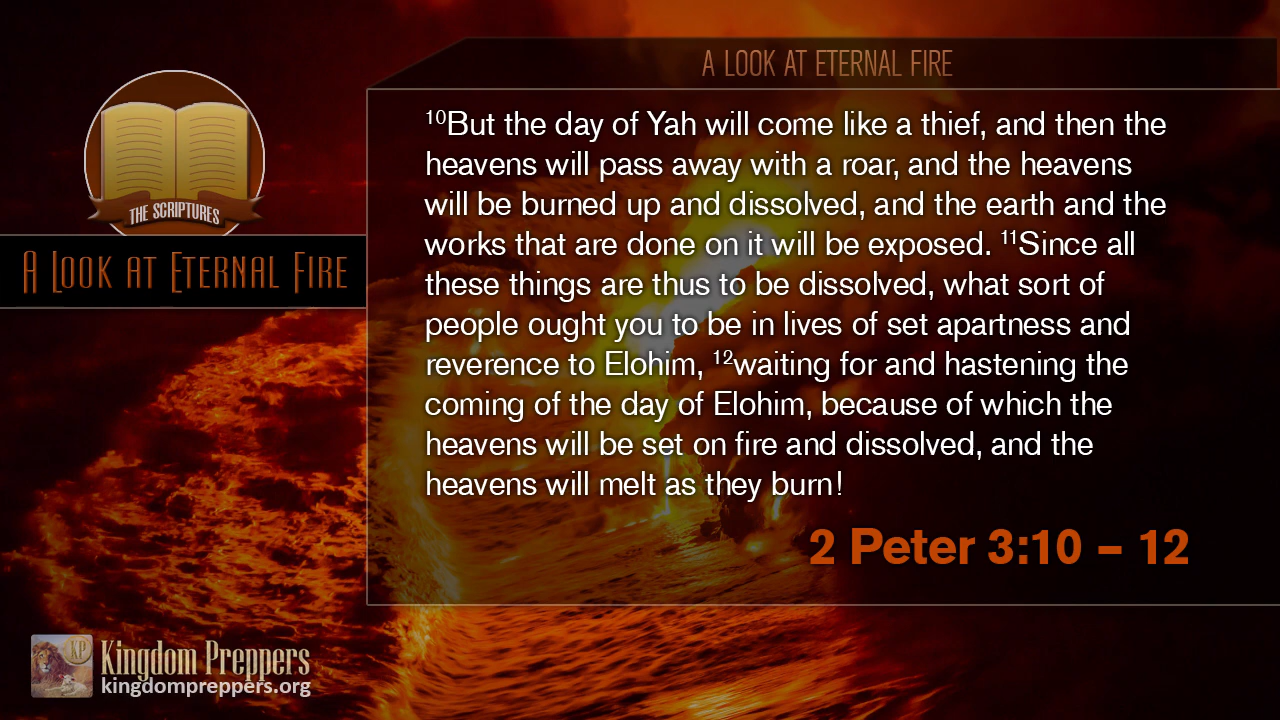 A LOOK AT ETERNAL FIRE
THE SCRIPTURES
A LOOK AT ETERNAL FIRE
¹⁰But the day of Yah will come like a thief, and then the
heavens will pass away with a roar, and the heavens
will be burned up and dissolved, and the earth and the
works that are done on it will be exposed. ¹¹Since all
these things are thus to be dissolved, what sort of
people ought you to be in lives of set apartness and
reverence to Elohim, ¹²waiting for and hastening the
coming of the day of Elohim, because of which the
heavens will be set on fire and dissolved, and the
heavens will melt as they burn!
2 Peter 3:10 – 12
KP
Kingdom Preppers
kingdompreppers.org